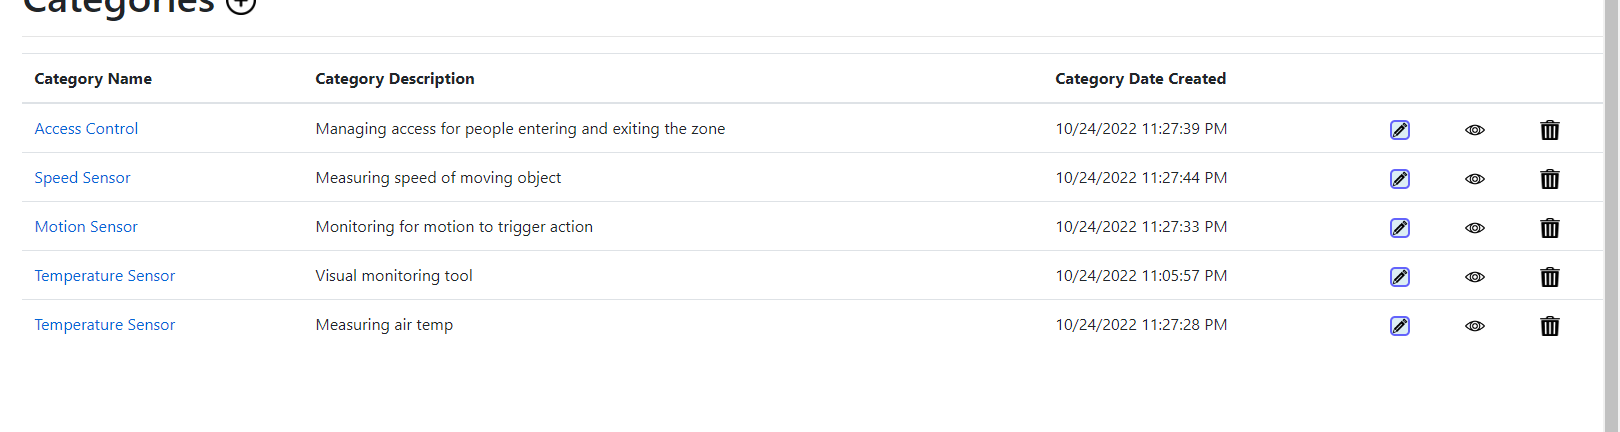 Categories
Category Name Category Description Category Date Created
Access Control Managing access for people entering and exiting the zone 10/24/2022 11:27:39 PM
Speed Sensor Measuring speed of moving object 10/24/2022 11:27:44 PM
Motion Sensor Monitoring for motion to trigger action 10/24/2022 11:27:33 PM
Temperature Sensor Visual monitoring tool 10/24/2022 11:05:57 PM
Temperature Sensor Measuring air temp 10/24/2022 11:27:28 PM